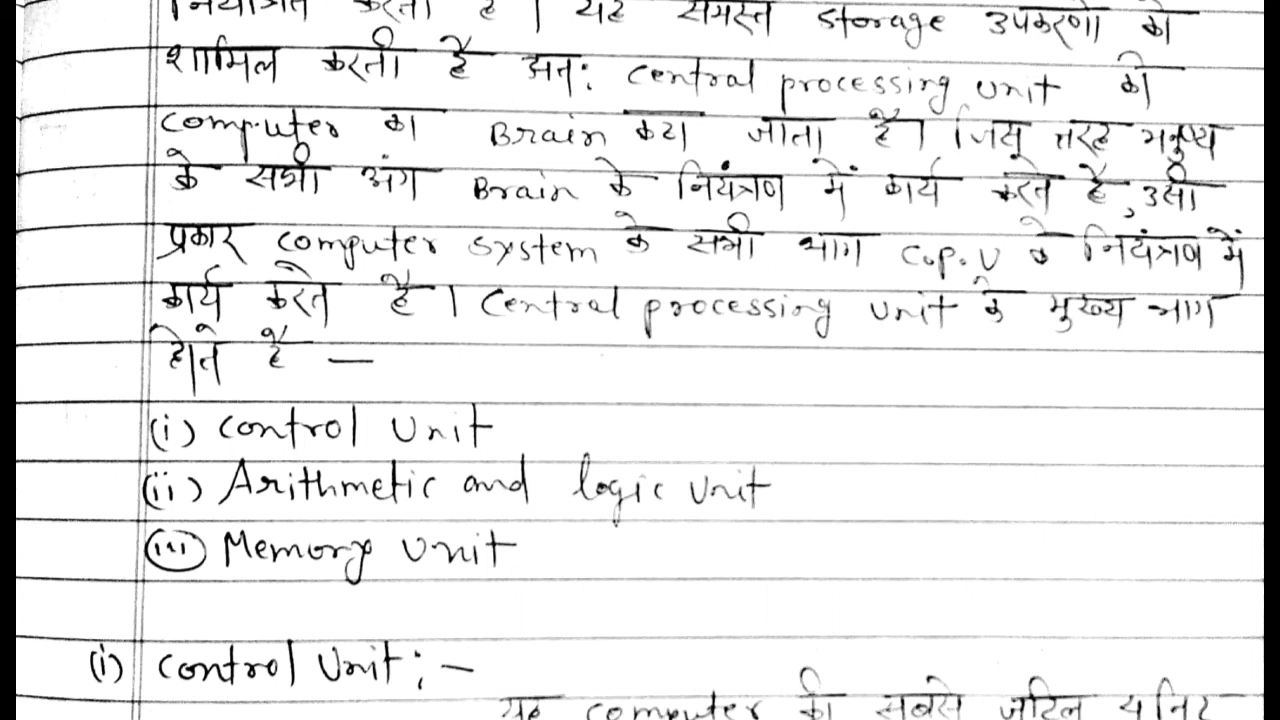 नियंत्रित करता है । यह समस्त storage उपकरणो को
शामिल करती है अतः central processing unit को
computer का Brain कहा जाता है। जिस तरह मनुष्य
के सभी अंग Brain के नियंत्रण में कार्य करते है, उसी
प्रकार computer system के सभी भाग C.P.U के नियंत्रण में
कार्य करते है । Central processing unit के मुख्य भाग
होते है —
(i) control Unit
(ii) Arithmetic and logic unit
(iii) Memory unit
(i) control Unit :-
यह computer की सबसे जटिल यूनिट